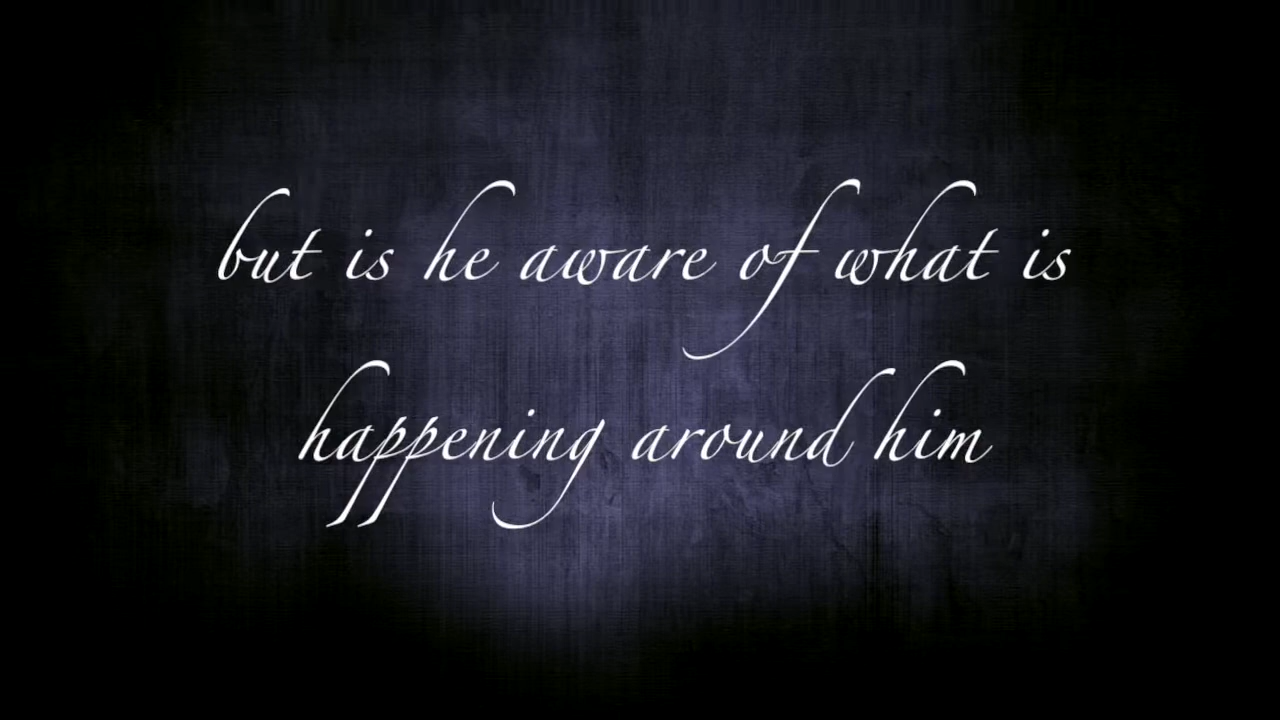 but is he aware of what is
happening around him